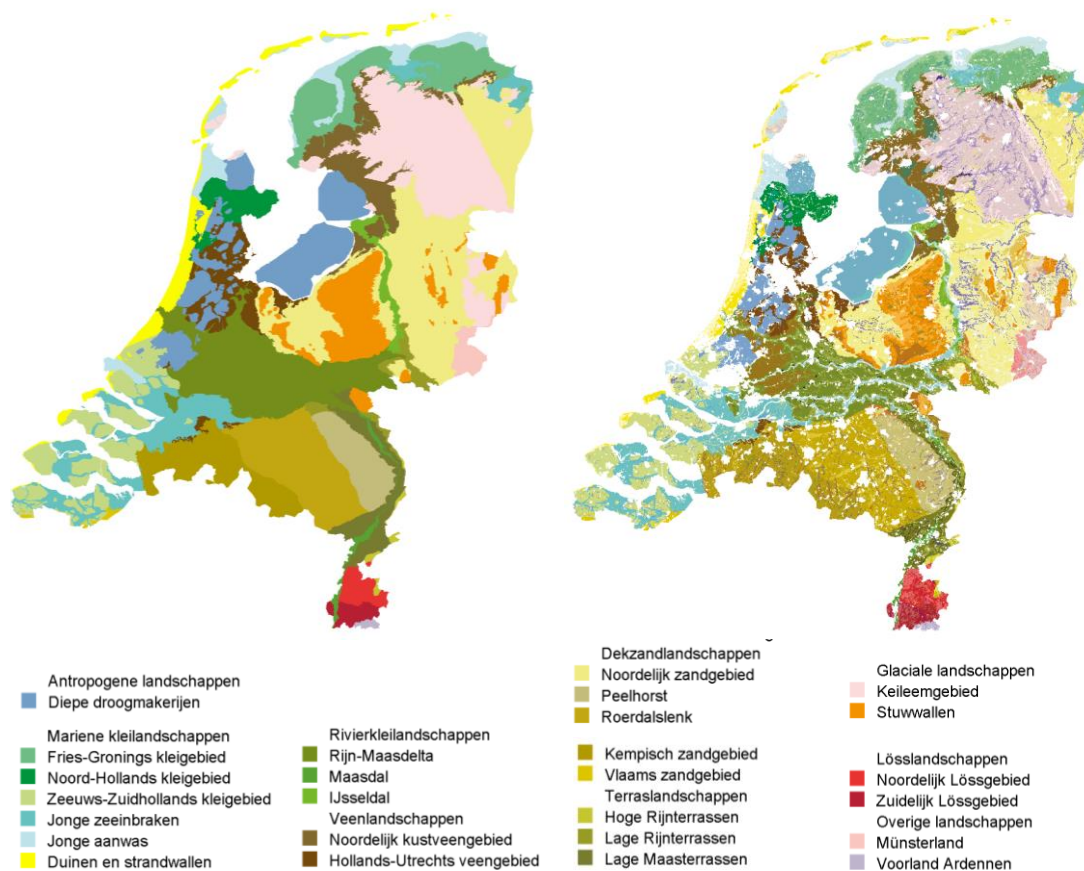 Antropogene landschappen
Diepe droogmakerijen
Mariene kleilandschappen
Fries-Gronings kleigebied
Noord-Hollands kleigebied
Zeeuws-Zuidhollands kleigebied
Jonge zeeinbraken
Jonge aanwas
Duinen en strandwallen
Rivierkleilandschappen
Rijn-Maasdelta
Maasdal
IJsseldal
Veenlandschappen
Noordelijk kustveengebied
Hollands-Utrechts veengebied
Dekzandlandschappen
Noordelijk zandgebied
Peelhorst
Roerdalslenk
Kempisch zandgebied
Vlaams zandgebied
Terraslandschappen
Hoge Rijnterrassen
Lage Rijnterrassen
Lage Maasterrassen
Glaciale landschappen
Keileemgebied
Stuwwallen
Lösslandschappen
Noordelijk Lössgebied
Zuidelijk Lössgebied
Overige landschappen
Münsterland
Voorland Ardennen